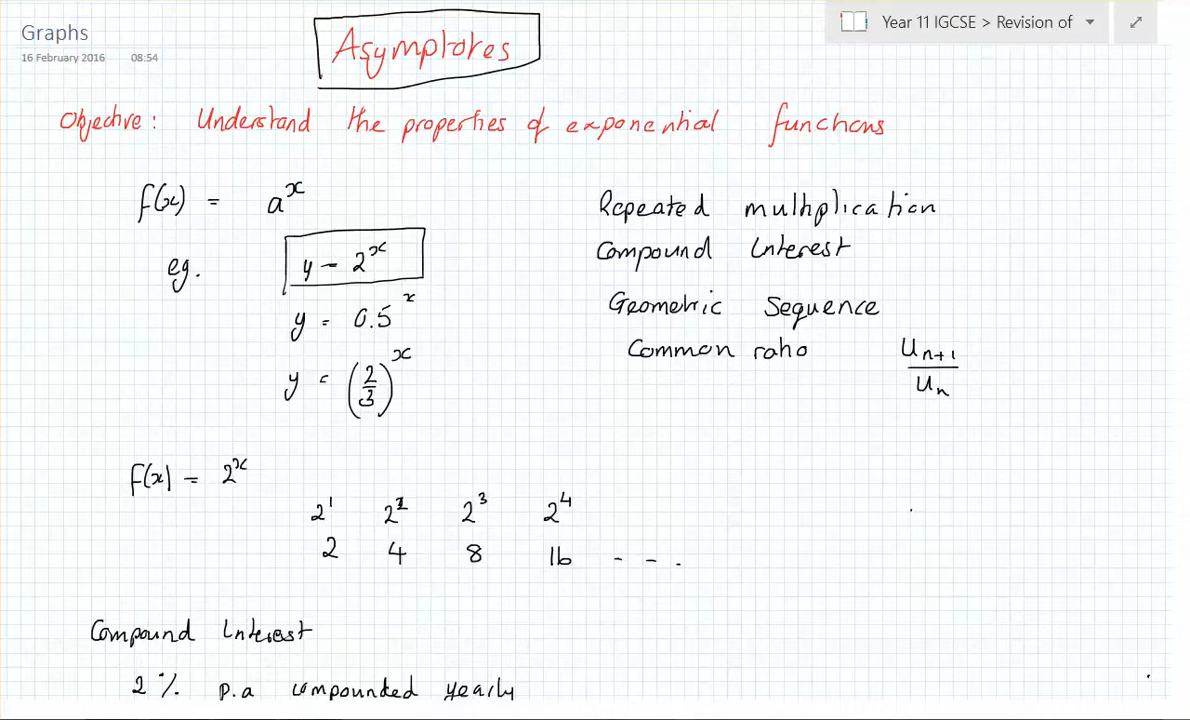 Graphs
16 February 2016 08:54
Year 11 IGCSE > Revision of
Asymptotes
Objective: Understand the properties of exponential functions
f(x) = a^x
eg. y = 2^x
y = 0.5^x
y = (2/3)^x
Repeated multiplication
Compound Interest
Geometric Sequence
Common ratio u_{n+1}/u_n
f(x) = 2^x
2^1 2^2 2^3 2^4
2 4 8 16 - - .
Compound Interest
2% p.a compounded yearly